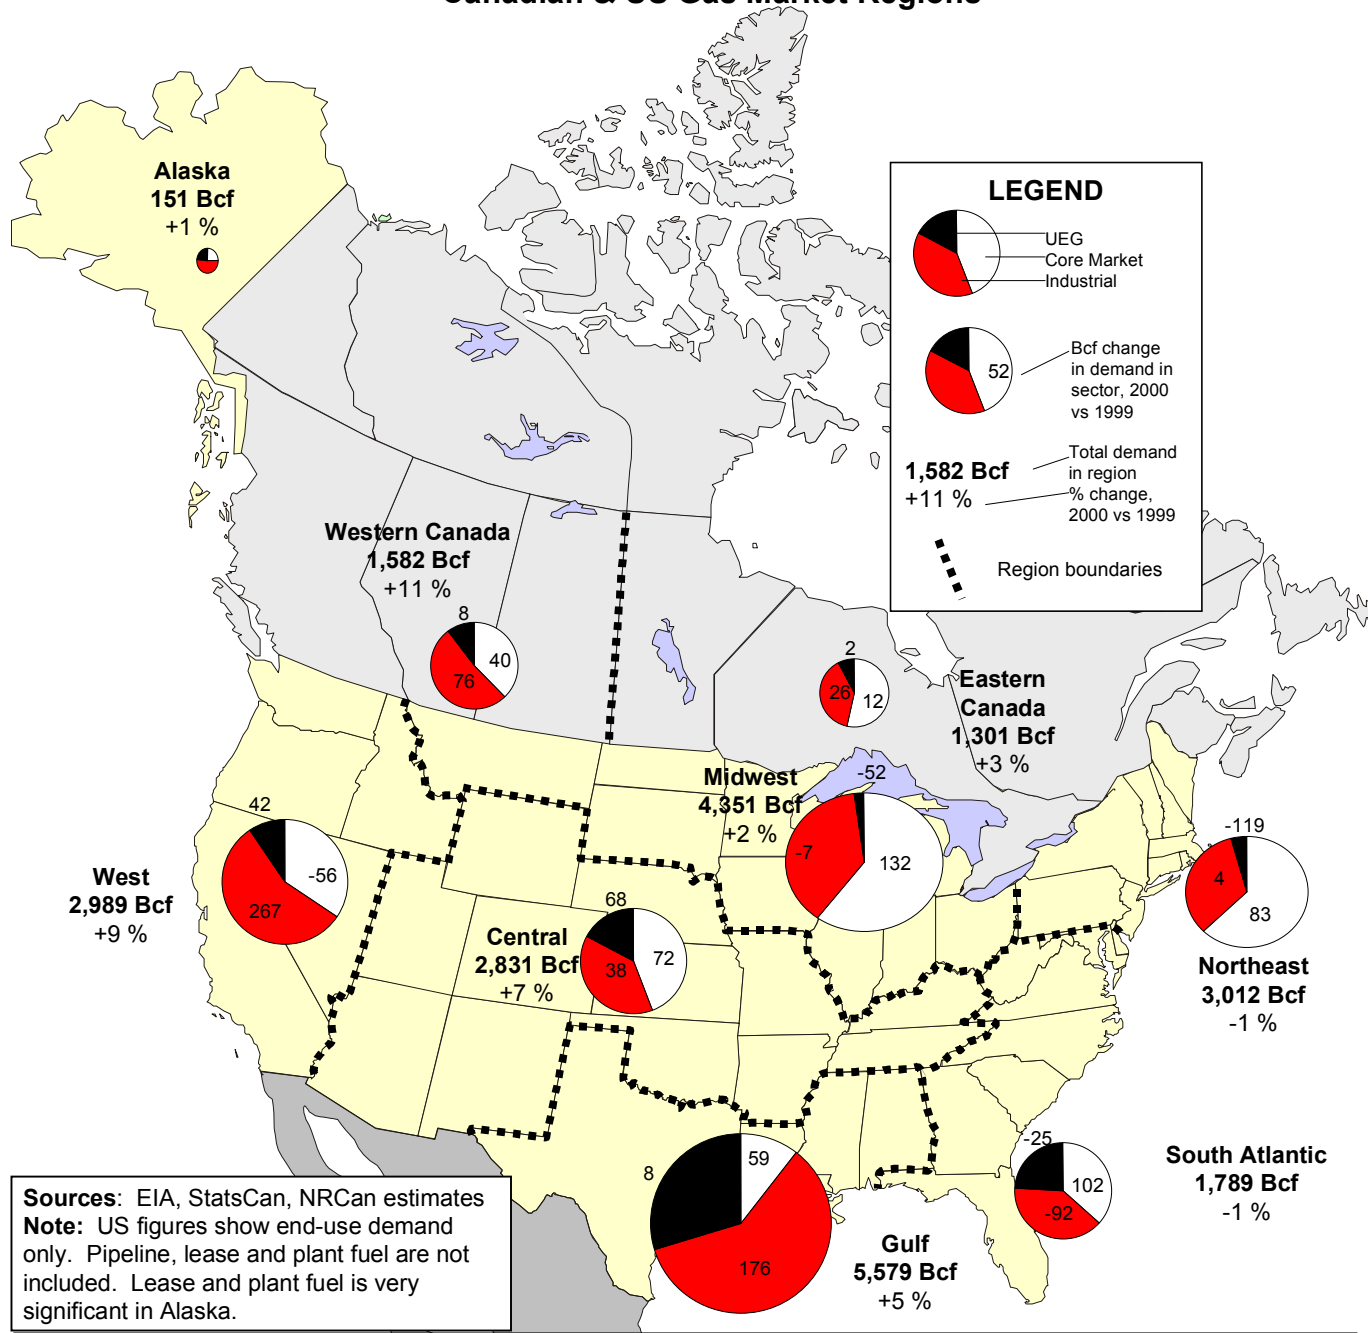 Canadian & US Gas Market Regions
Alaska
151 Bcf
+1 %
LEGEND
UEG
Core Market
Industrial
52
Bcf change
in demand in
sector, 2000
vs 1999
1,582 Bcf
+11 %
Total demand
in region
% change,
2000 vs 1999
Region boundaries
Western Canada
1,582 Bcf
+11 %
8
40
76
2
26
12
Eastern
Canada
1,301 Bcf
+3 %
Midwest
4,351 Bcf
+2 %
-52
-7
132
42
-56
267
West
2,989 Bcf
+9 %
Central
2,831 Bcf
+7 %
68
72
38
-119
4
83
Northeast
3,012 Bcf
-1 %
8
59
176
Gulf
5,579 Bcf
+5 %
-25
102
-92
South Atlantic
1,789 Bcf
-1 %
Sources: EIA, StatsCan, NRCan estimates
Note: US figures show end-use demand
only. Pipeline, lease and plant fuel are not
included. Lease and plant fuel is very
significant in Alaska.